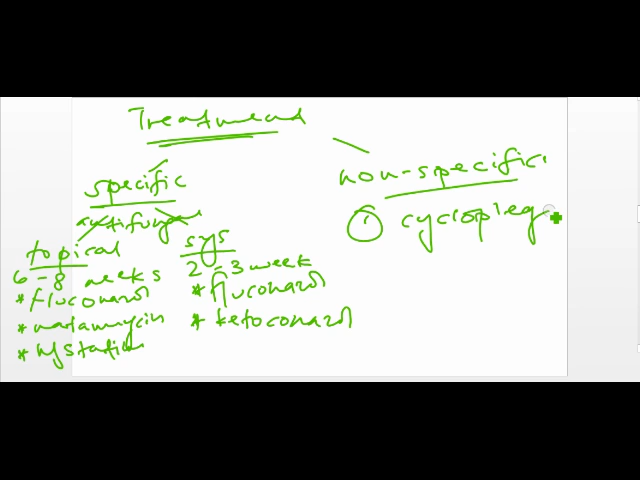 Treatment
specific
non-specific.
antifungal
① cyclopleg
topical
6-8 weeks
* fluconazol
* natamycin
* Nystatin
sys
2-3 week
* fluconazol
* ketoconazol